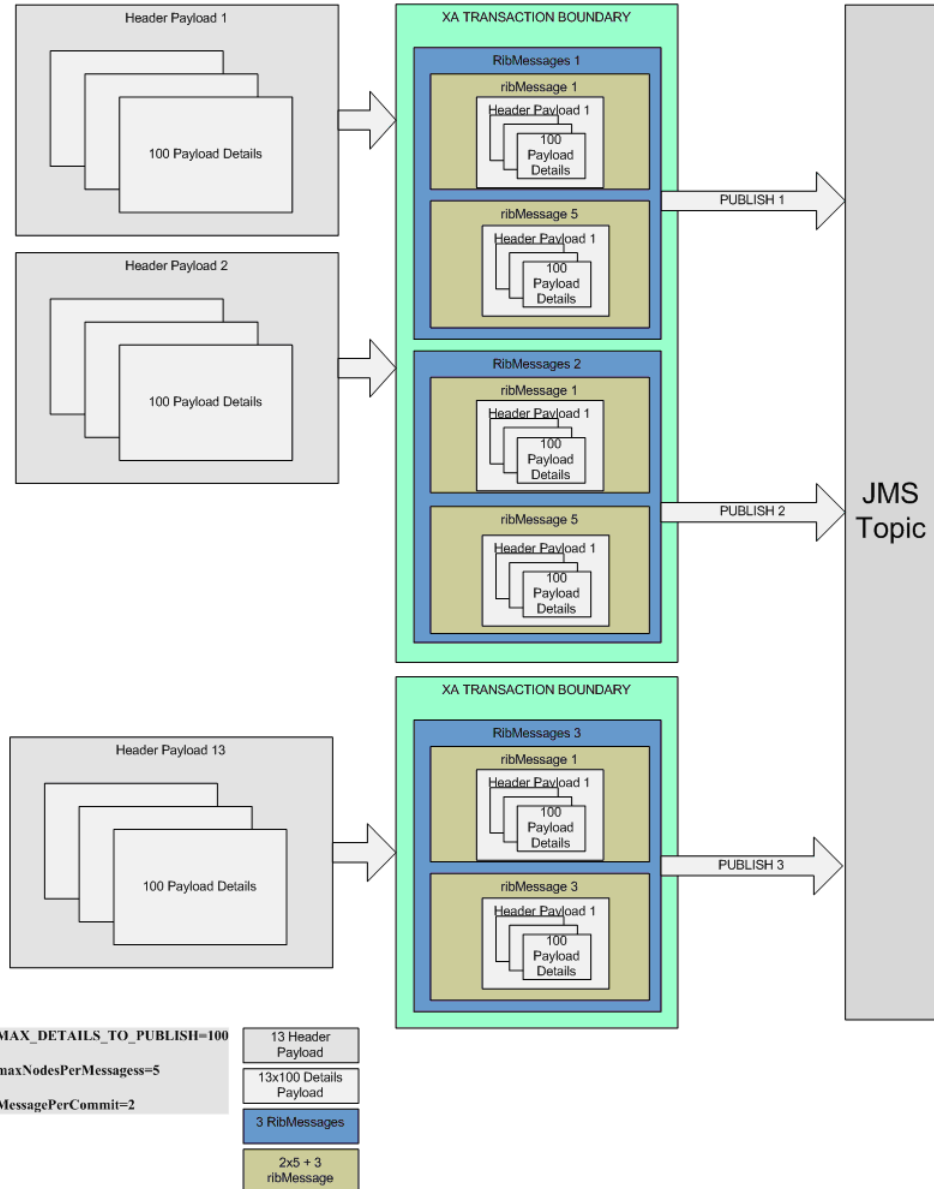 Header Payload 1
100 Payload Details
Header Payload 2
100 Payload Details
XA TRANSACTION BOUNDARY
RibMessages 1
ribMessage 1
Header Payload 1
100
Payload
Details
ribMessage 5
Header Payload 1
100
Payload
Details
PUBLISH 1
RibMessages 2
ribMessage 1
Header Payload 1
100
Payload
Details
ribMessage 5
Header Payload 1
100
Payload
Details
PUBLISH 2
JMS
Topic
Header Payload 13
100 Payload Details
XA TRANSACTION BOUNDARY
RibMessages 3
ribMessage 1
Header Payload 1
100
Payload
Details
ribMessage 3
Header Payload 1
100
Payload
Details
PUBLISH 3
MAX_DETAILS_TO_PUBLISH=100
maxNodesPerMessagess=5
MessagePerCommit=2
13 Header
Payload
13x100 Details
Payload
3 RibMessages
2x5 + 3
ribMessage